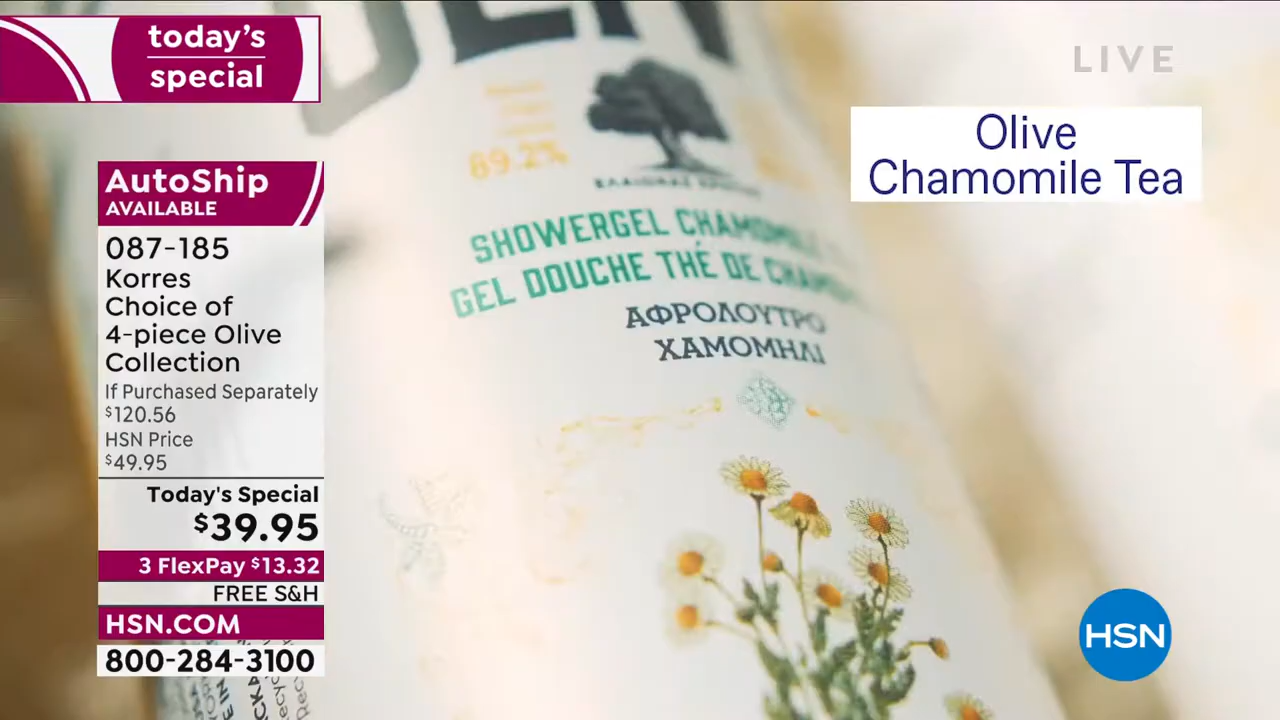 today's
special
LIVE
Olive
Chamomile Tea
AutoShip
AVAILABLE
087-185
Korres
Choice of
4-piece Olive
Collection
If Purchased Separately
$120.56
HSN Price
$49.95
Today's Special
$39.95
3 FlexPay $13.32
FREE S&H
HSN.COM
800-284-3100
89.2%
SHOWERGEL
GEL DOUCHE THÉ DE
ΑΦΡΟΛΟΥΤΡΟ
ΧΑΜΟΜΗΛΙ
HSN